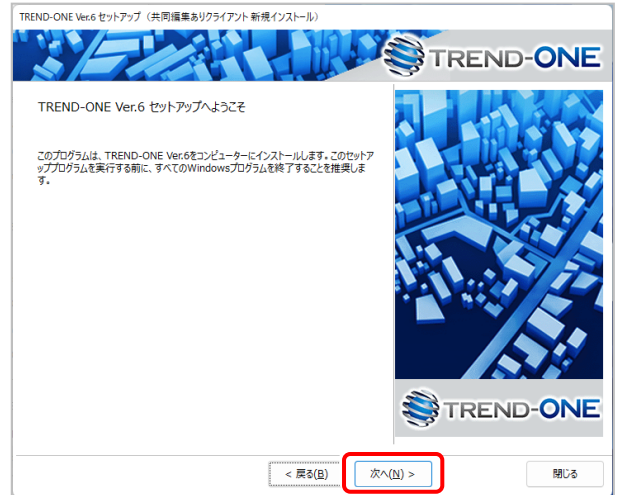 TREND-ONE Ver.6 セットアップ（共同編集ありクライアント 新規インストール）
TREND-ONE
TREND-ONE Ver.6 セットアップへようこそ
このプログラムは、TREND-ONE Ver.6をコンピューターにインストールします。このセットア
ッププログラムを実行する前に、すべてのWindowsプログラムを終了することを推奨しま
す。
TREND-ONE
< 戻る(B)
次へ(N) >
閉じる